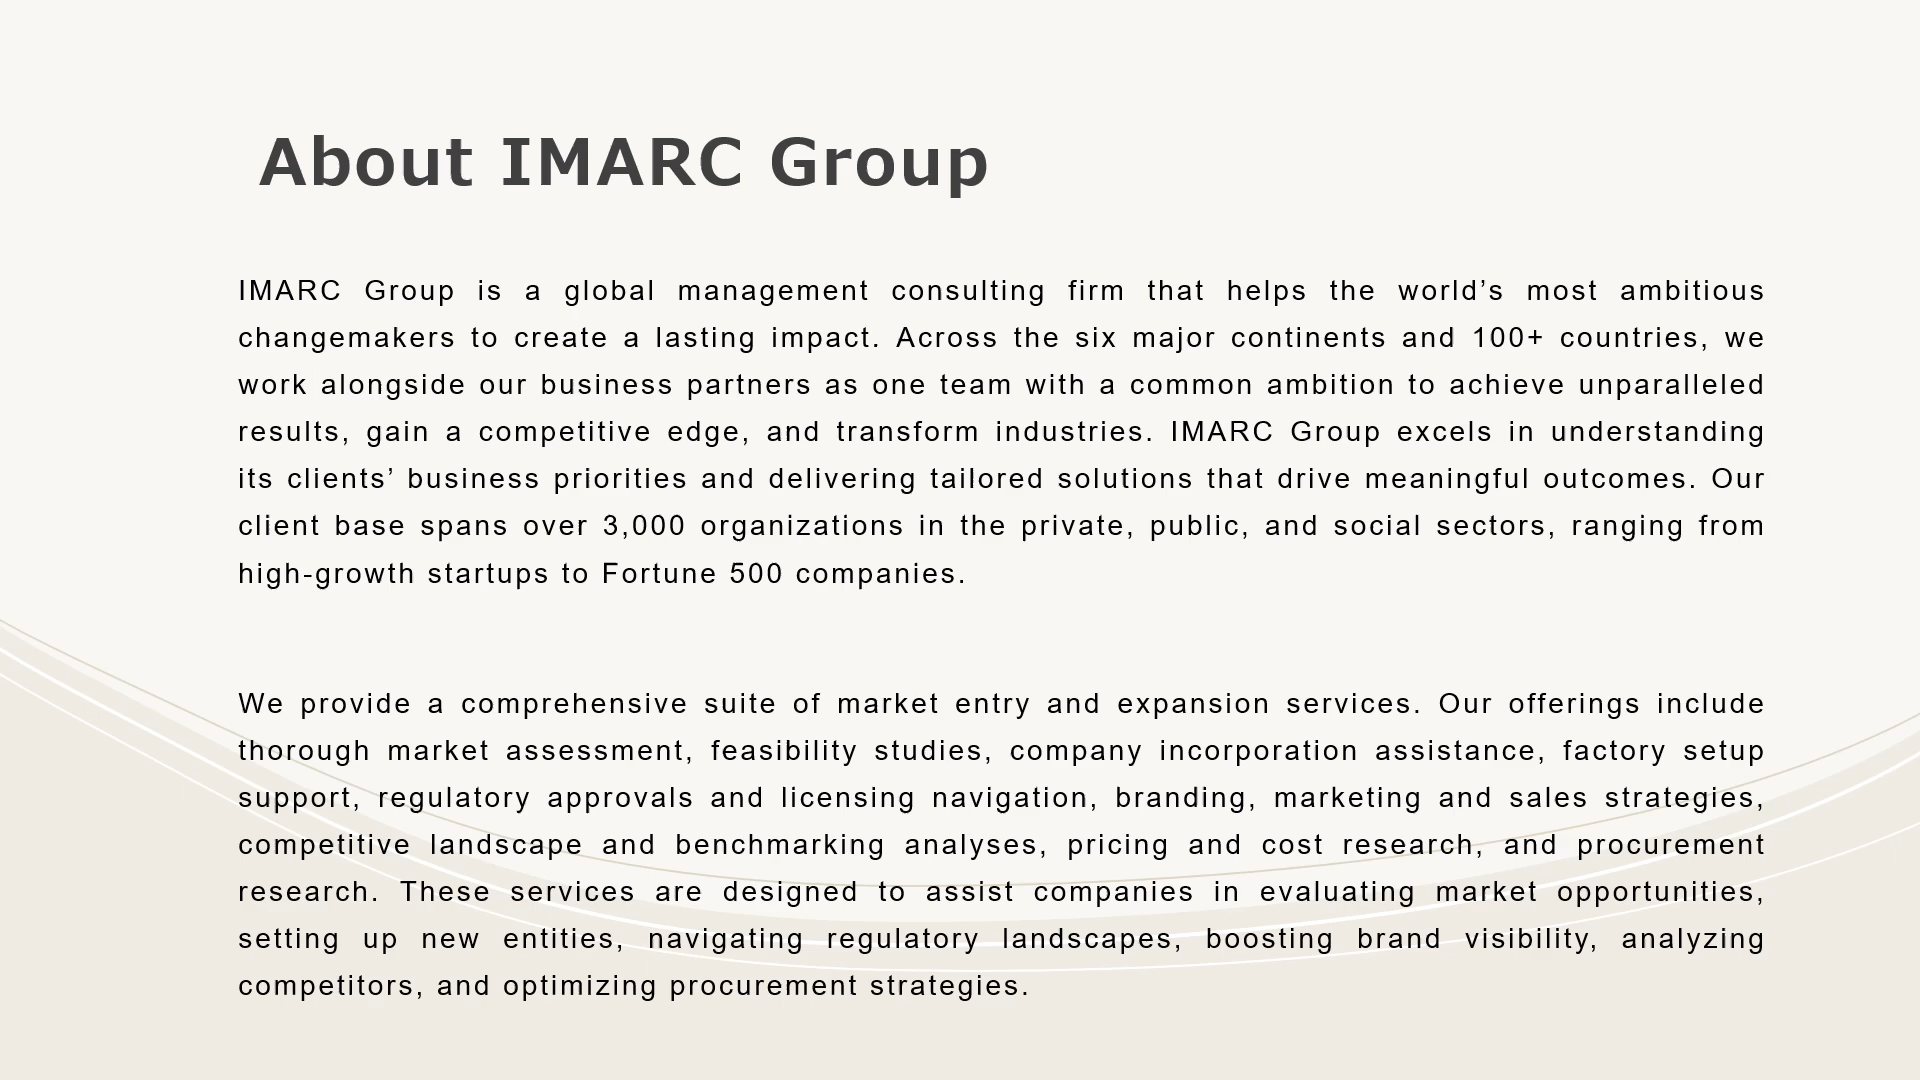 About IMARC Group
IMARC Group is a global management consulting firm that helps the world’s most ambitious
changemakers to create a lasting impact. Across the six major continents and 100+ countries, we
work alongside our business partners as one team with a common ambition to achieve unparalleled
results, gain a competitive edge, and transform industries. IMARC Group excels in understanding
its clients’ business priorities and delivering tailored solutions that drive meaningful outcomes. Our
client base spans over 3,000 organizations in the private, public, and social sectors, ranging from
high-growth startups to Fortune 500 companies.
We provide a comprehensive suite of market entry and expansion services. Our offerings include
thorough market assessment, feasibility studies, company incorporation assistance, factory setup
support, regulatory approvals and licensing navigation, branding, marketing and sales strategies,
competitive landscape and benchmarking analyses, pricing and cost research, and procurement
research. These services are designed to assist companies in evaluating market opportunities,
setting up new entities, navigating regulatory landscapes, boosting brand visibility, analyzing
competitors, and optimizing procurement strategies.